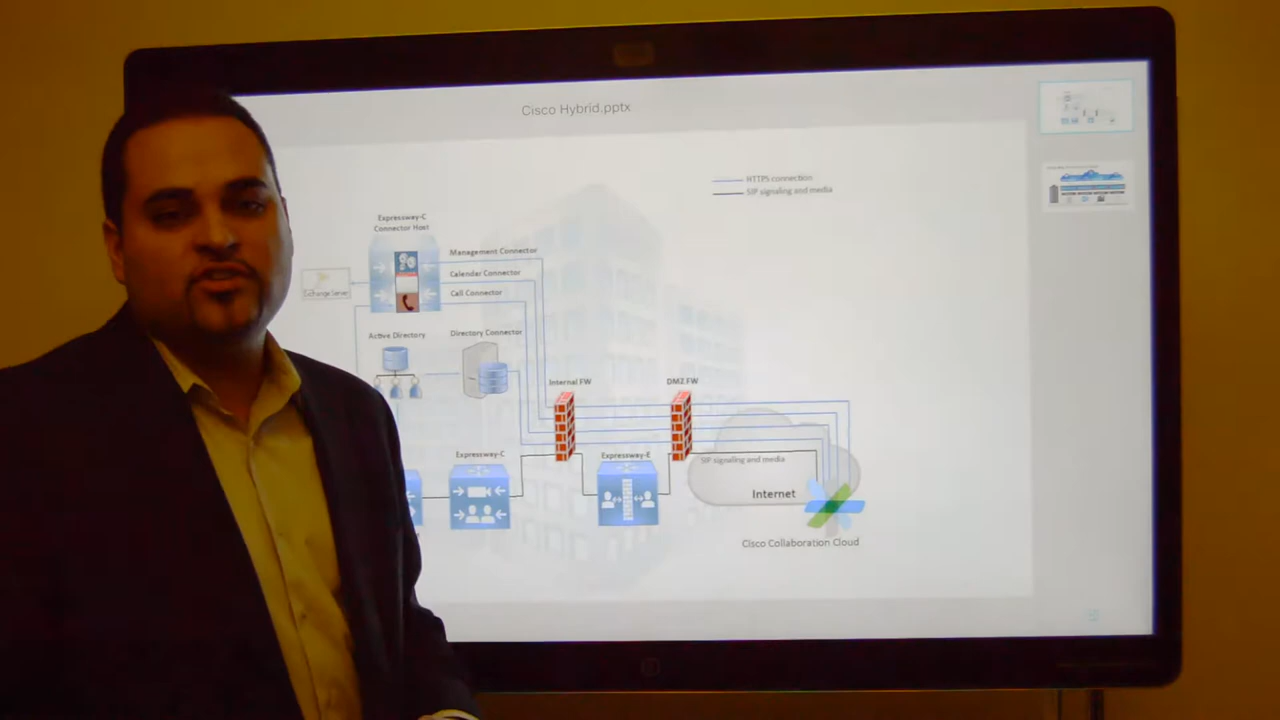 Cisco Hybrid.pptx
HTTPS connection
SIP signaling and media
Expressway-C
Connector Host
Management Connector
Calendar Connector
Call Connector
Exchange Server
Active Directory
Directory Connector
Internal FW
DMZ FW
Expressway-C
Expressway-E
SIP signaling and media
Internet
Cisco Collaboration Cloud